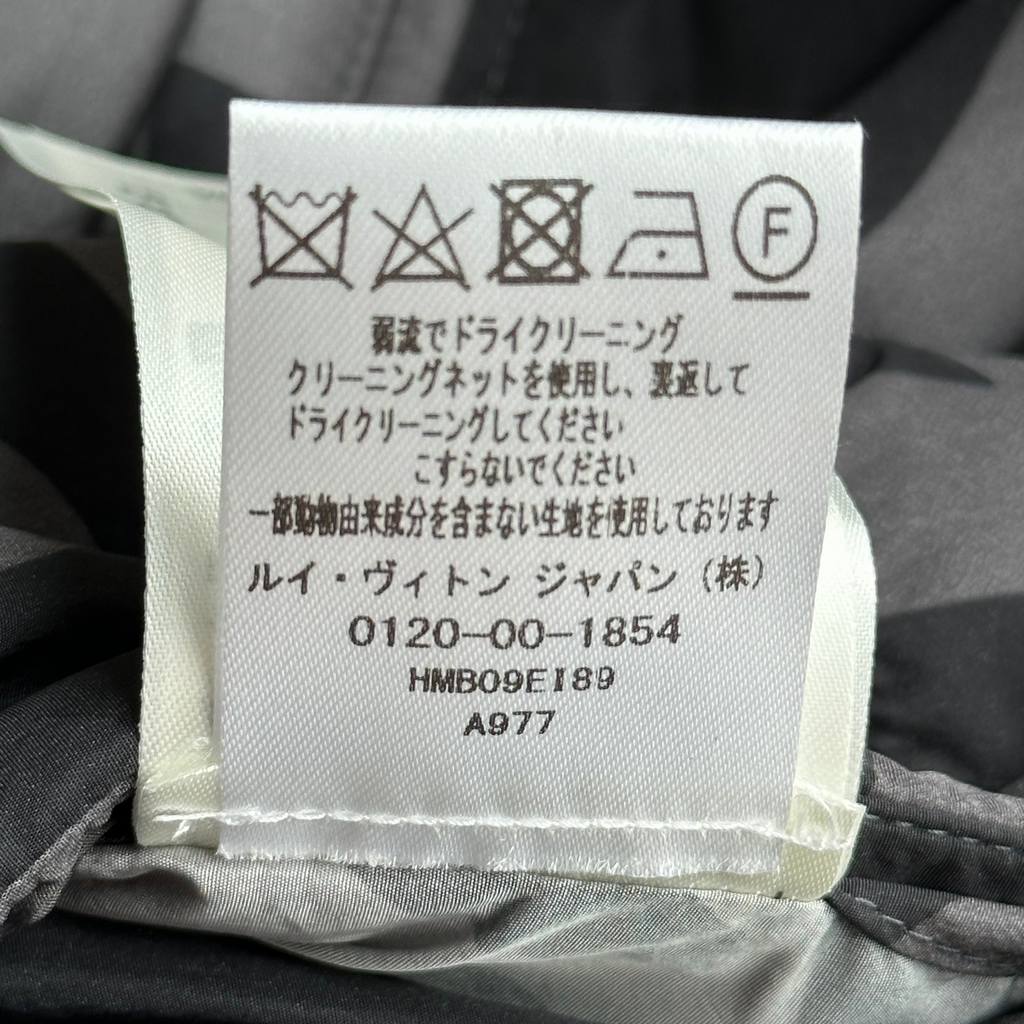 F
弱流でドライクリーニング
クリーニングネットを使用し、裏返して
ドライクリーニングしてください
こすらないでください
一部動物由来成分を含まない生地を使用しております
ルイ・ヴィトン ジャパン (株)
0120-00-1854
HMB09EI89
A977